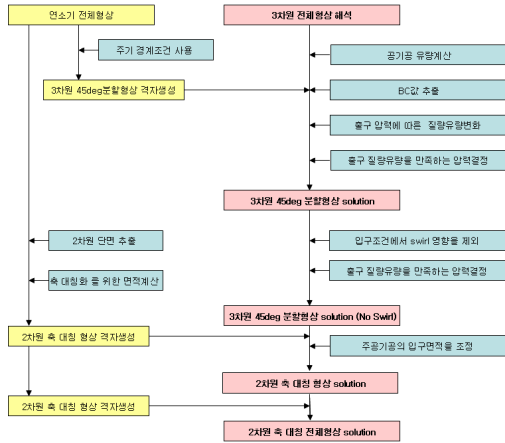 연소기 전체형상
3차원 전체형상 해석
주기 경계조건 사용
공기공 유량계산
3차원 45deg분할형상 격자생성
BC값 추출
출구 압력에 따른 질량유량변화
출구 질량유량을 만족하는 압력결정
3차원 45deg 분할형상 solution
2차원 단면 추출
입구조건에서 swirl 영향을 제외
축 대칭화 를 위한 면적계산
출구 질량유량을 만족하는 압력결정
3차원 45deg 분할형상 solution (No Swirl)
2차원 축 대칭 형상 격자생성
주공기공의 입구면적을 조정
2차원 축 대칭 형상 solution
2차원 축 대칭 형상 격자생성
2차원 축 대칭 전체형상 solution